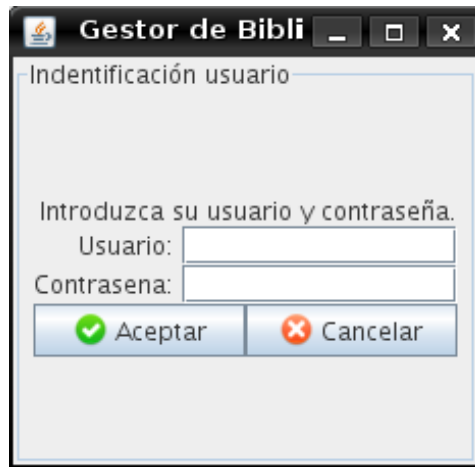 Gestor de Bibli
Indentificación usuario
Introduzca su usuario y contraseña.
Usuario:
Contrasena:
Aceptar
Cancelar